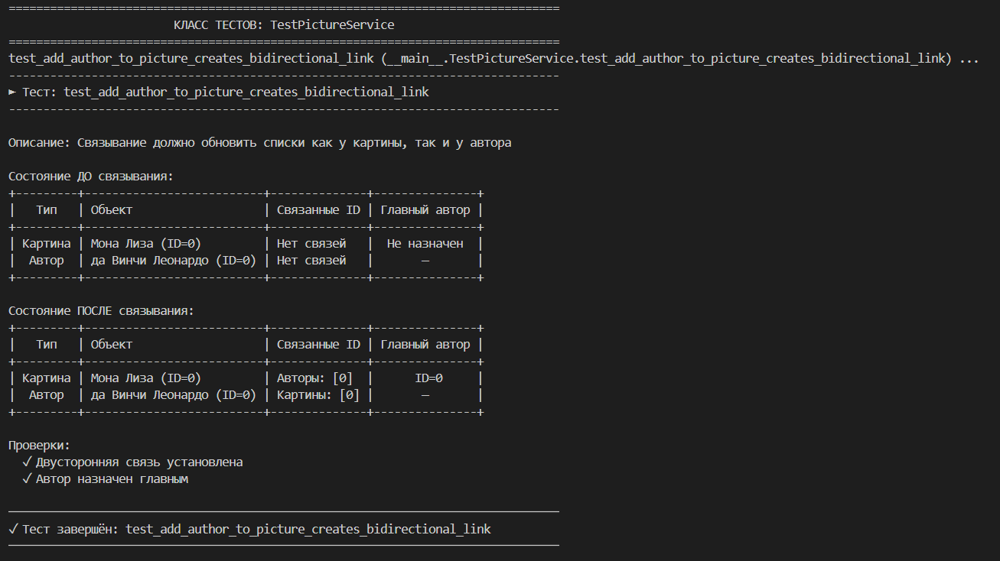 ================================================================================
КЛАСС ТЕСТОВ: TestPictureService
================================================================================
test_add_author_to_picture_creates_bidirectional_link (__main__.TestPictureService.test_add_author_to_picture_creates_bidirectional_link) ...
--------------------------------------------------------------------------------
► Тест: test_add_author_to_picture_creates_bidirectional_link
--------------------------------------------------------------------------------
Описание: Связывание должно обновить списки как у картины, так и у автора
Состояние ДО связывания:
+---------+--------------------------+--------------+---------------+
|   Тип   | Объект                   | Связанные ID | Главный автор |
+---------+--------------------------+--------------+---------------+
| Картина | Мона Лиза (ID=0)         | Нет связей   |  Не назначен  |
|  Автор  | да Винчи Леонардо (ID=0) | Нет связей   |       —       |
+---------+--------------------------+--------------+---------------+
Состояние ПОСЛЕ связывания:
+---------+--------------------------+--------------+---------------+
|   Тип   | Объект                   | Связанные ID | Главный автор |
+---------+--------------------------+--------------+---------------+
| Картина | Мона Лиза (ID=0)         | Авторы: [0]  |     ID=0      |
|  Автор  | да Винчи Леонардо (ID=0) | Картины: [0] |       —       |
+---------+--------------------------+--------------+---------------+
Проверки:
✓ Двусторонняя связь установлена
✓ Автор назначен главным
────────────────────────────────────────────────────────────────────────────────
✓ Тест завершён: test_add_author_to_picture_creates_bidirectional_link
────────────────────────────────────────────────────────────────────────────────